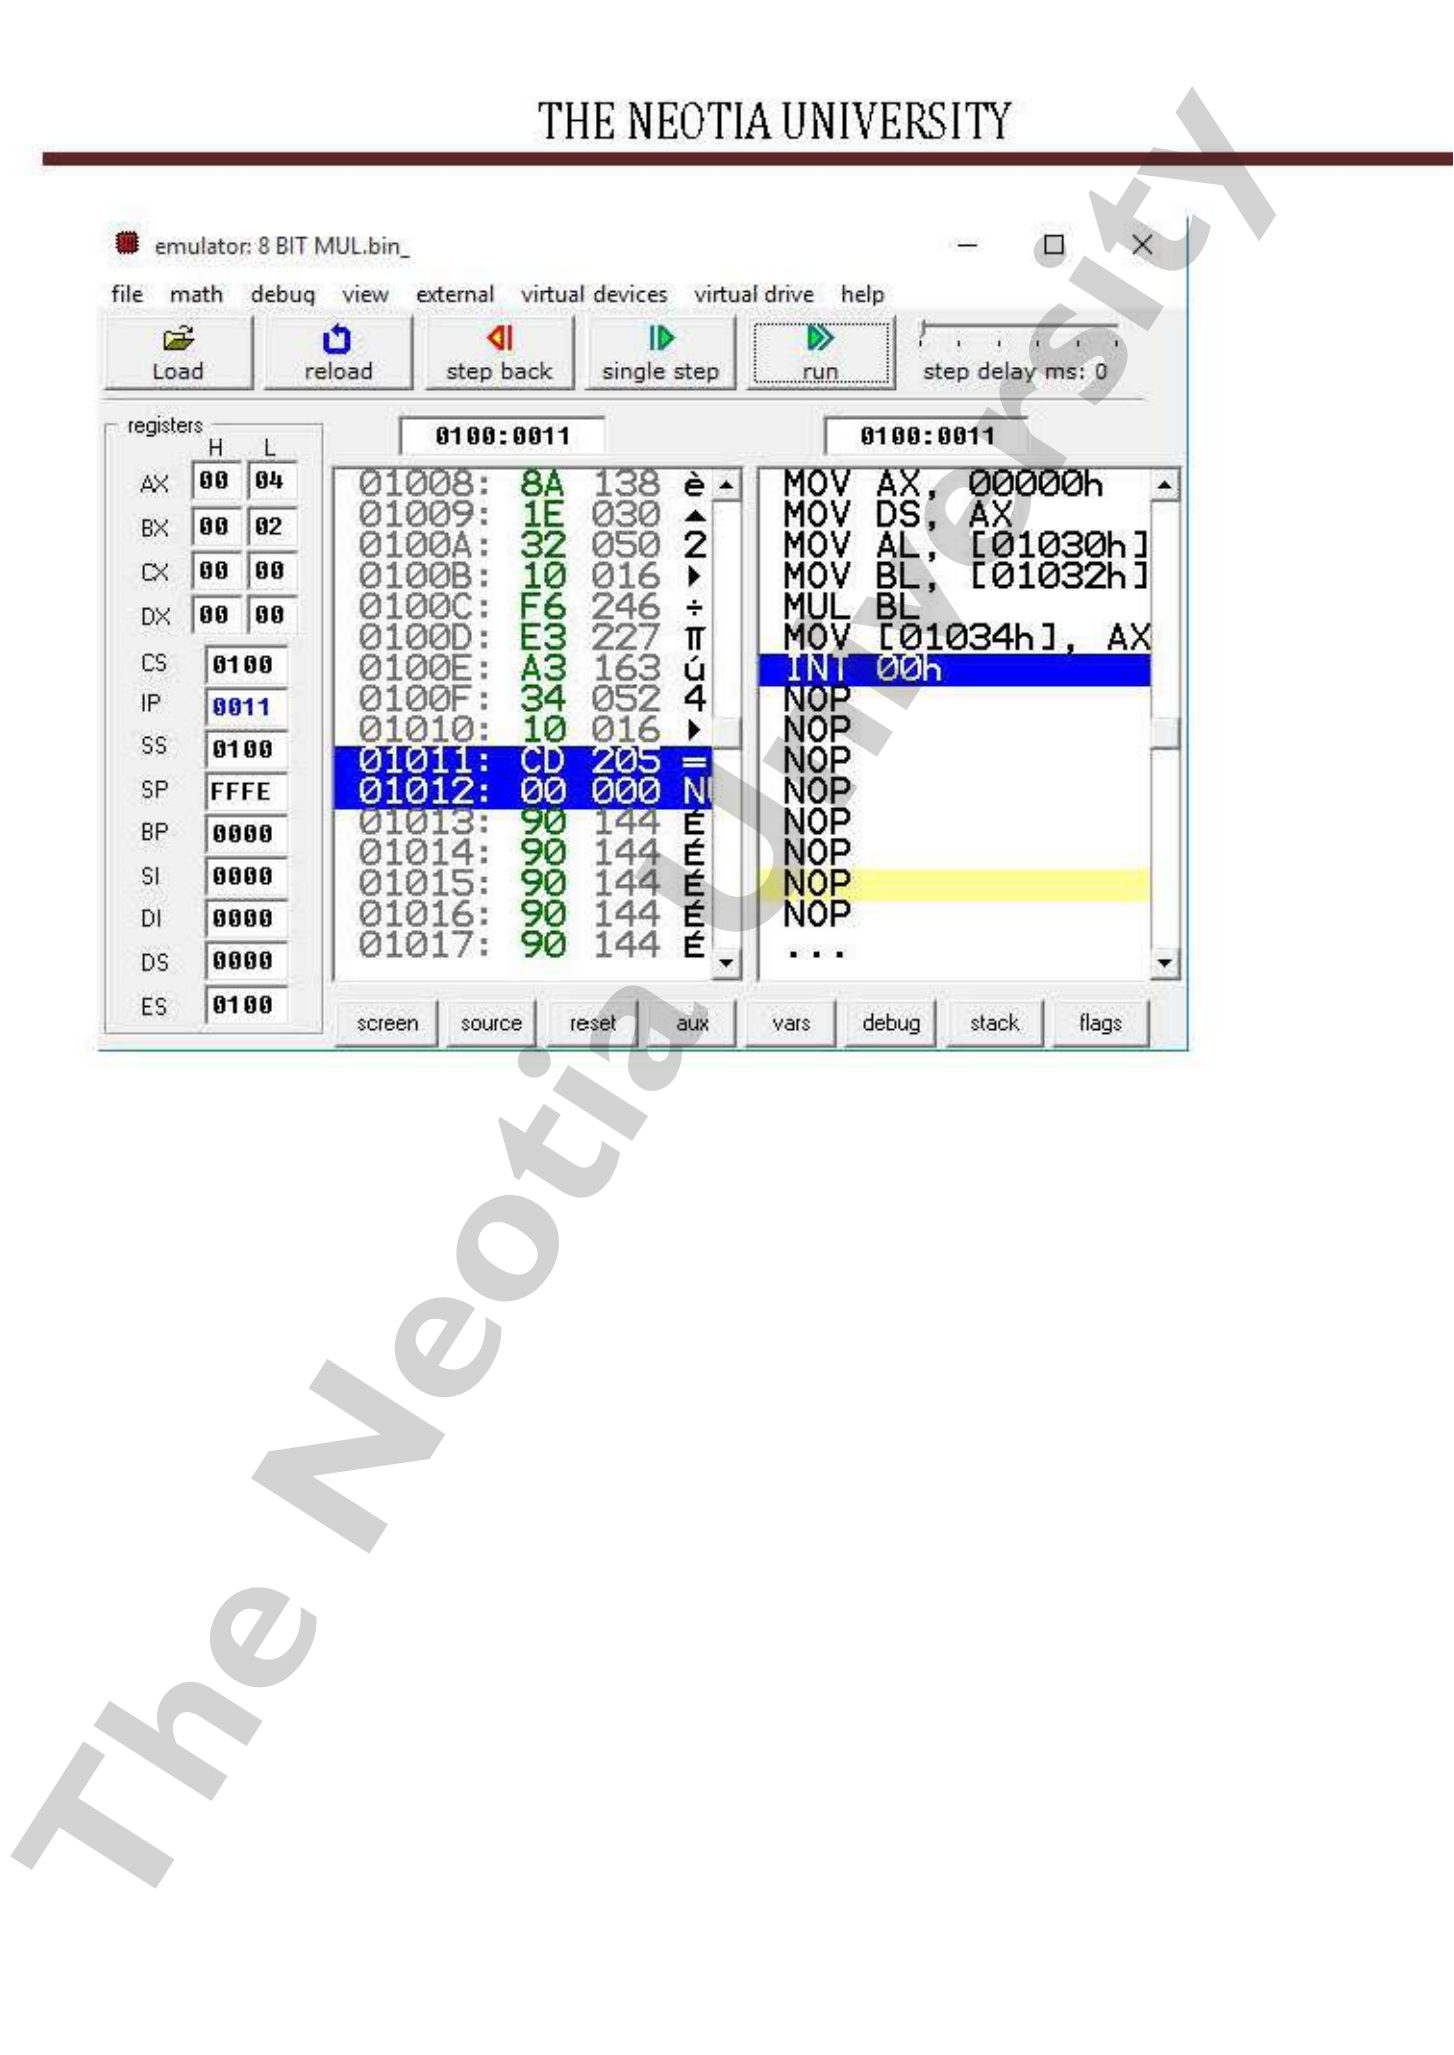 THE NEOTIA UNIVERSITY
emulator: 8 BIT MUL.bin_
file math debug view external virtual devices virtual drive help
Load reload step back single step run step delay ms: 0
registers
H L
0100:0011 0100:0011
AX 00 04
BX 00 02
CX 00 00
DX 00 00
CS 0100
IP 0011
SS 0100
SP FFFE
BP 0000
SI 0000
DI 0000
DS 0000
ES 0100
01008: 8A 138 è
01009: 1E 030 ▲
0100A: 32 050 2
0100B: 10 016 ►
0100C: F6 246 ÷
0100D: E3 227 π
0100E: A3 163 ú
0100F: 34 052 4
01010: 10 016 ►
01011: CD 205 =
01012: 00 000 NU
01013: 90 144 É
01014: 90 144 É
01015: 90 144 É
01016: 90 144 É
01017: 90 144 É
MOV AX, 00000h
MOV DS, AX
MOV AL, [01030h]
MOV BL, [01032h]
MUL BL
MOV [01034h], AX
INT 00h
NOP
NOP
NOP
NOP
NOP
NOP
NOP
NOP
...
screen source reset aux vars debug stack flags
The Neotia University